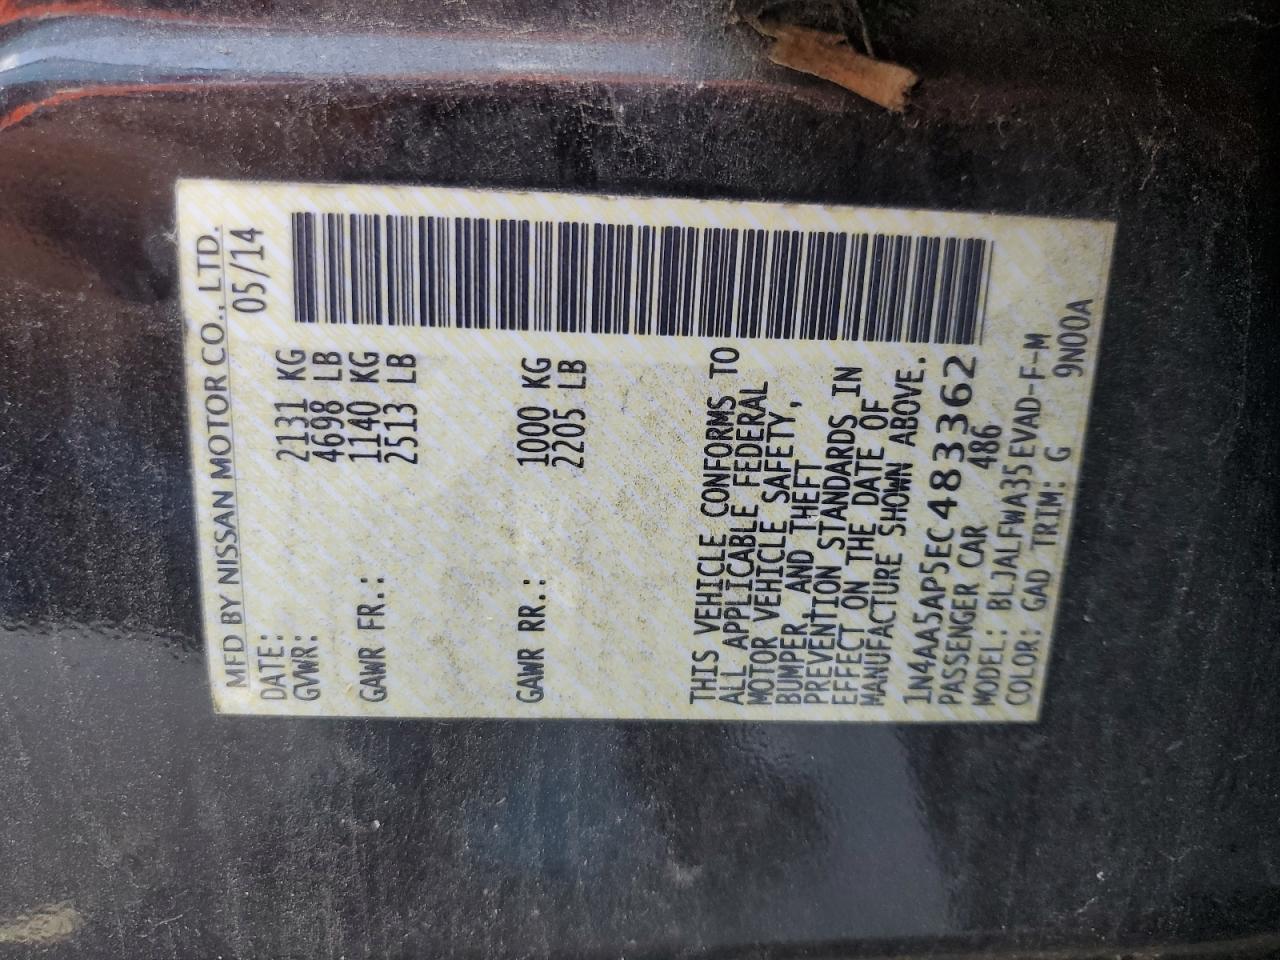 MFD BY NISSAN MOTOR CO., LTD.
DATE: 05/14
GVWR: 2131 KG
4698 LB
GAWR FR.: 1140 KG
2513 LB
GAWR RR.: 1000 KG
2205 LB
THIS VEHICLE CONFORMS TO
ALL APPLICABLE FEDERAL
MOTOR VEHICLE SAFETY,
BUMPER, AND THEFT
PREVENTION STANDARDS IN
EFFECT ON THE DATE OF
MANUFACTURE SHOWN ABOVE.
1N4AA5AP5EC483362
PASSENGER CAR 486
MODEL: BLJALFWA35EVAD-F-M
COLOR: GAD TRIM: G 9N00A